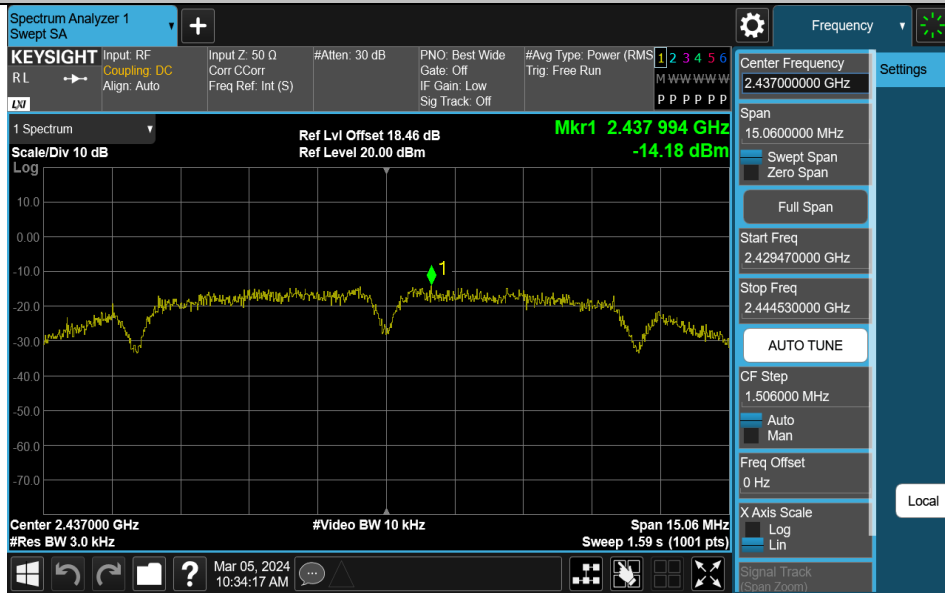 Spectrum Analyzer 1
Swept SA
+
Frequency
KEYSIGHT
RL
LXI
Input: RF
Coupling: DC
Align: Auto
Input Z: 50 Ω
Corr CCorr
Freq Ref: Int (S)
#Atten: 30 dB
PNO: Best Wide
Gate: Off
IF Gain: Low
Sig Track: Off
#Avg Type: Power (RMS
Trig: Free Run
1 2 3 4 5 6
M W W W W W
P P P P P P
1 Spectrum
Scale/Div 10 dB
Log
Ref Lvl Offset 18.46 dB
Ref Level 20.00 dBm
Mkr1 2.437 994 GHz
-14.18 dBm
10.0
0.00
-10.0
-20.0
-30.0
-40.0
-50.0
-60.0
-70.0
1
Center 2.437000 GHz
#Res BW 3.0 kHz
#Video BW 10 kHz
Span 15.06 MHz
Sweep 1.59 s (1001 pts)
Mar 05, 2024
10:34:17 AM
?
Center Frequency
2.437000000 GHz
Span
15.0600000 MHz
Swept Span
Zero Span
Full Span
Start Freq
2.429470000 GHz
Stop Freq
2.444530000 GHz
AUTO TUNE
CF Step
1.506000 MHz
Auto
Man
Freq Offset
0 Hz
X Axis Scale
Log
Lin
Signal Track
(Span Zoom)
Settings
Local